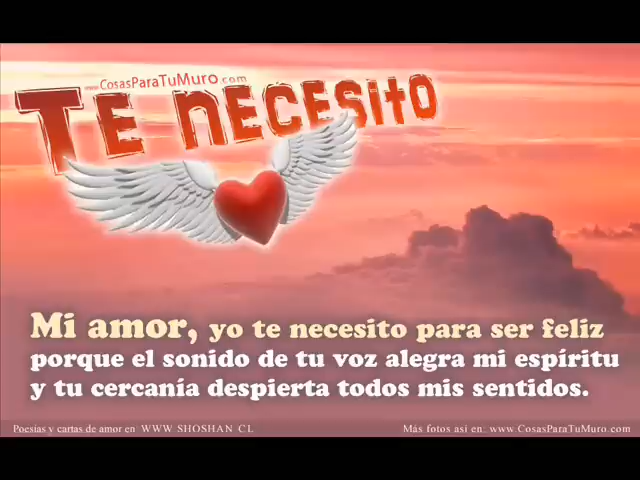 www.CosasParaTuMuro.com
TE NECESITO
Mi amor, yo te necesito para ser feliz
porque el sonido de tu voz alegra mi espíritu
y tu cercanía despierta todos mis sentidos.
Poesías y cartas de amor en WWW SHOSHAN CL
Más fotos así en: www.CosasParaTuMuro.com